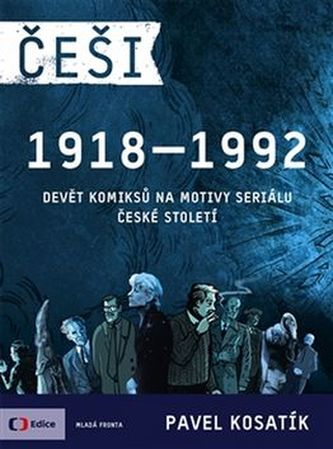 ČEŠI
1918–1992
DEVĚT KOMIKSŮ NA MOTIVY SERIÁLU
ČESKÉ STOLETÍ
Edice
MLADÁ FRONTA
PAVEL KOSATÍK